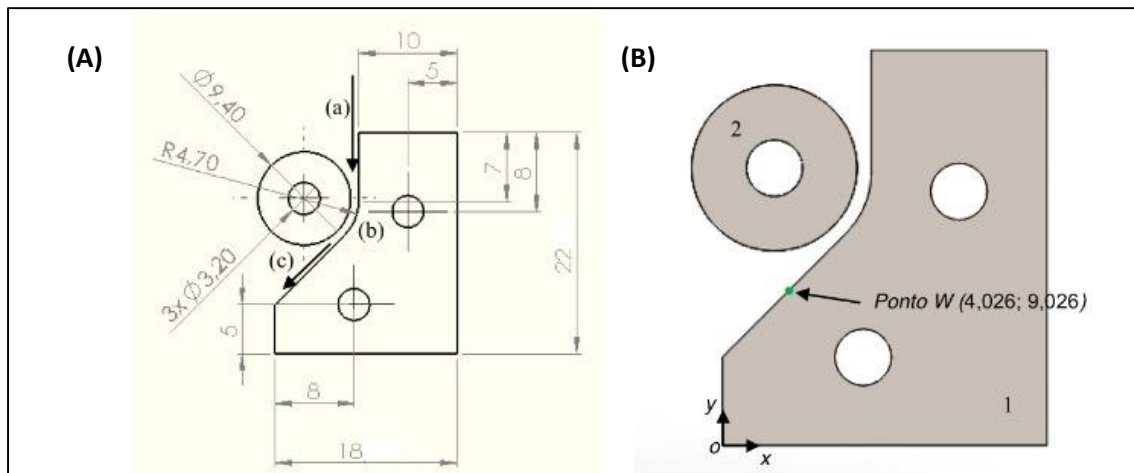 (A)
10
5
(a)
Ø9,40
R4,70
7
8
(b)
(c)
22
3x Ø3,20
5
8
18
(B)
2
Ponto W (4,026; 9,026)
1
y
o
x